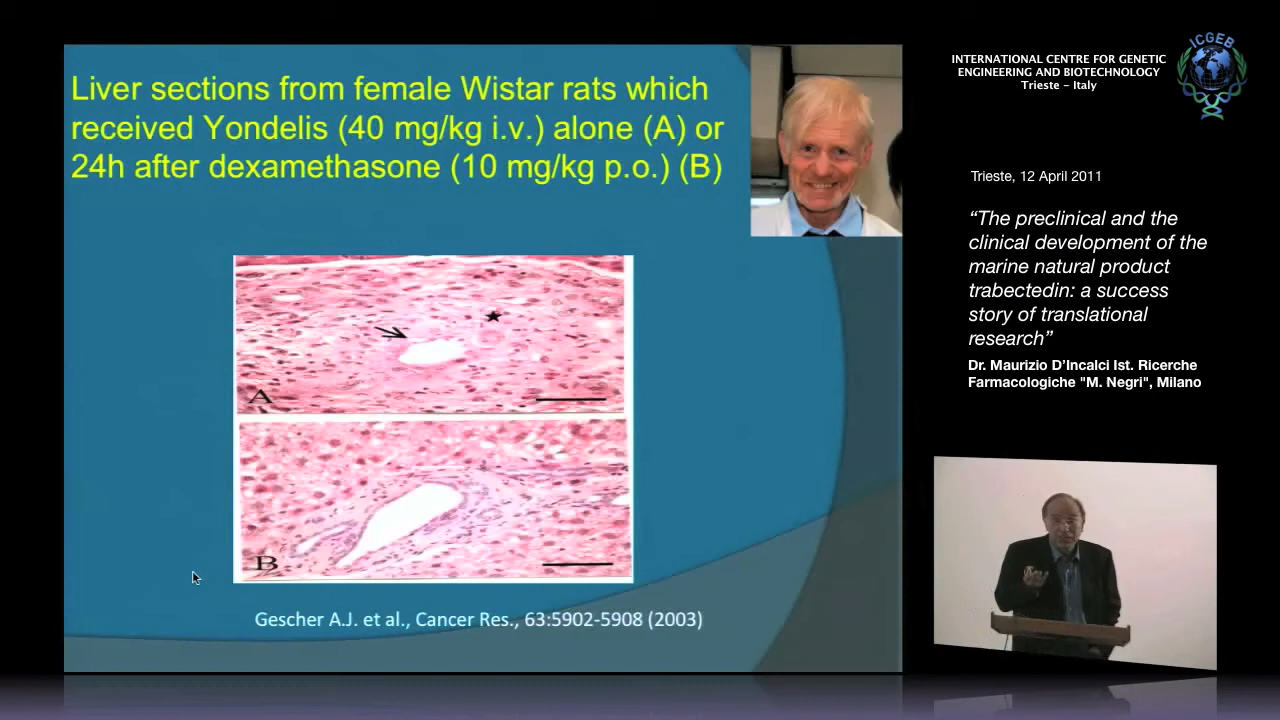 Liver sections from female Wistar rats which
received Yondelis (40 mg/kg i.v.) alone (A) or
24h after dexamethasone (10 mg/kg p.o.) (B)
A
B
Gescher A.J. et al., Cancer Res., 63:5902-5908 (2003)
INTERNATIONAL CENTRE FOR GENETIC
ENGINEERING AND BIOTECHNOLOGY
Trieste - Italy
ICGEB
Trieste, 12 April 2011
“The preclinical and the
clinical development of the
marine natural product
trabectedin: a success
story of translational
research”
Dr. Maurizio D’Incalci Ist. Ricerche
Farmacologiche "M. Negri", Milano